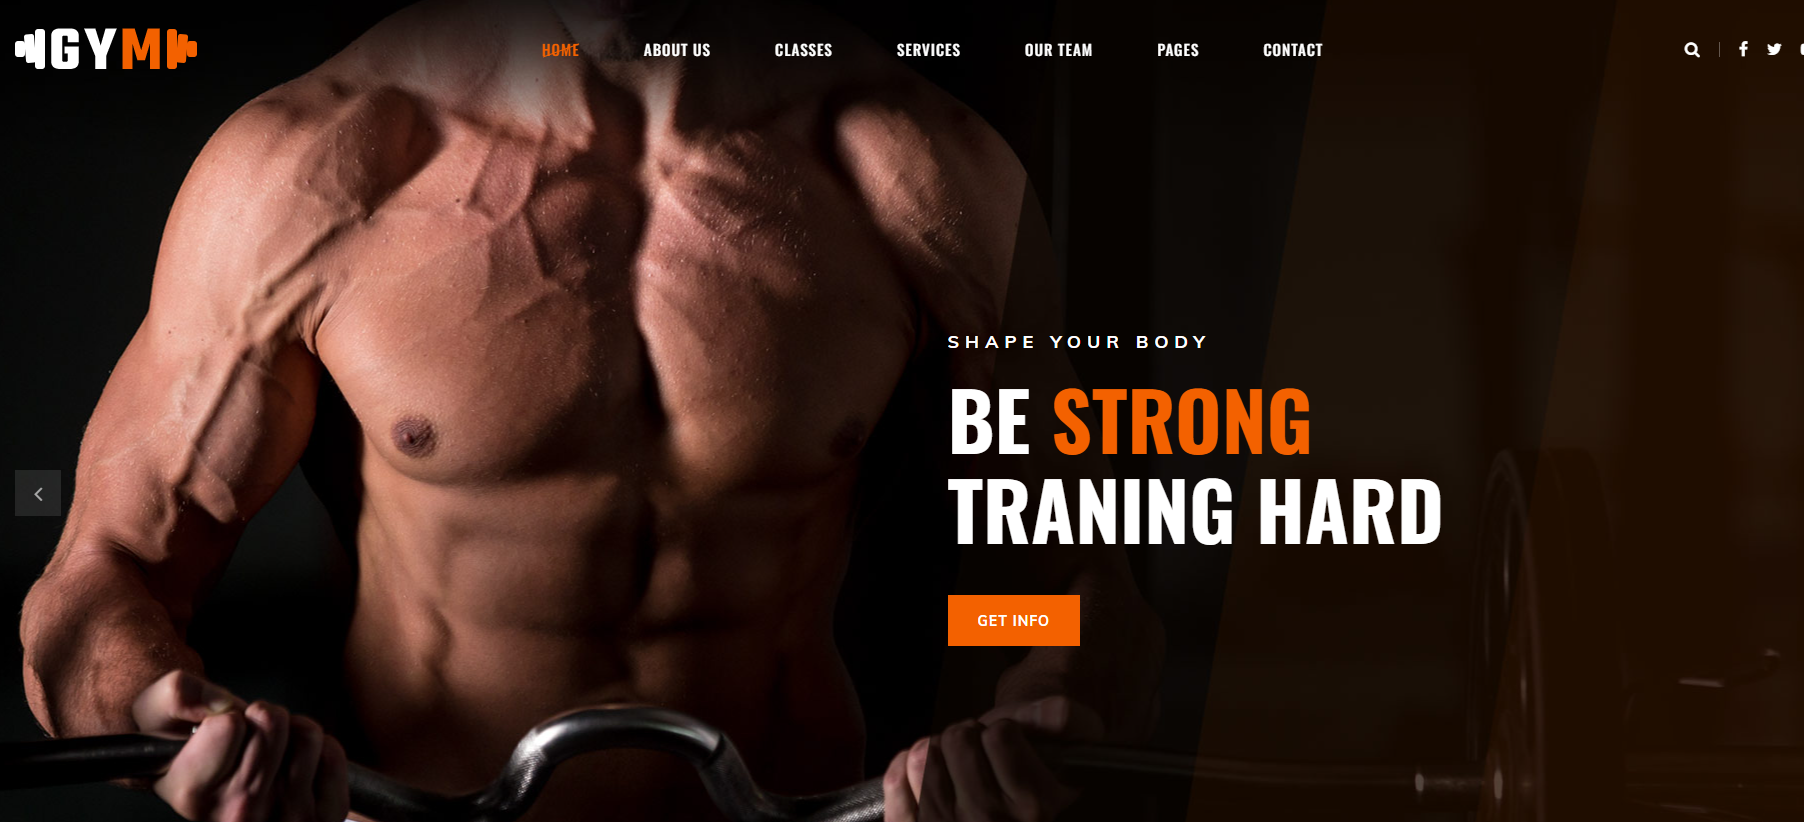 GYM
HOME ABOUT US CLASSES SERVICES OUR TEAM PAGES CONTACT
SHAPE YOUR BODY
BE STRONG
TRANING HARD
GET INFO